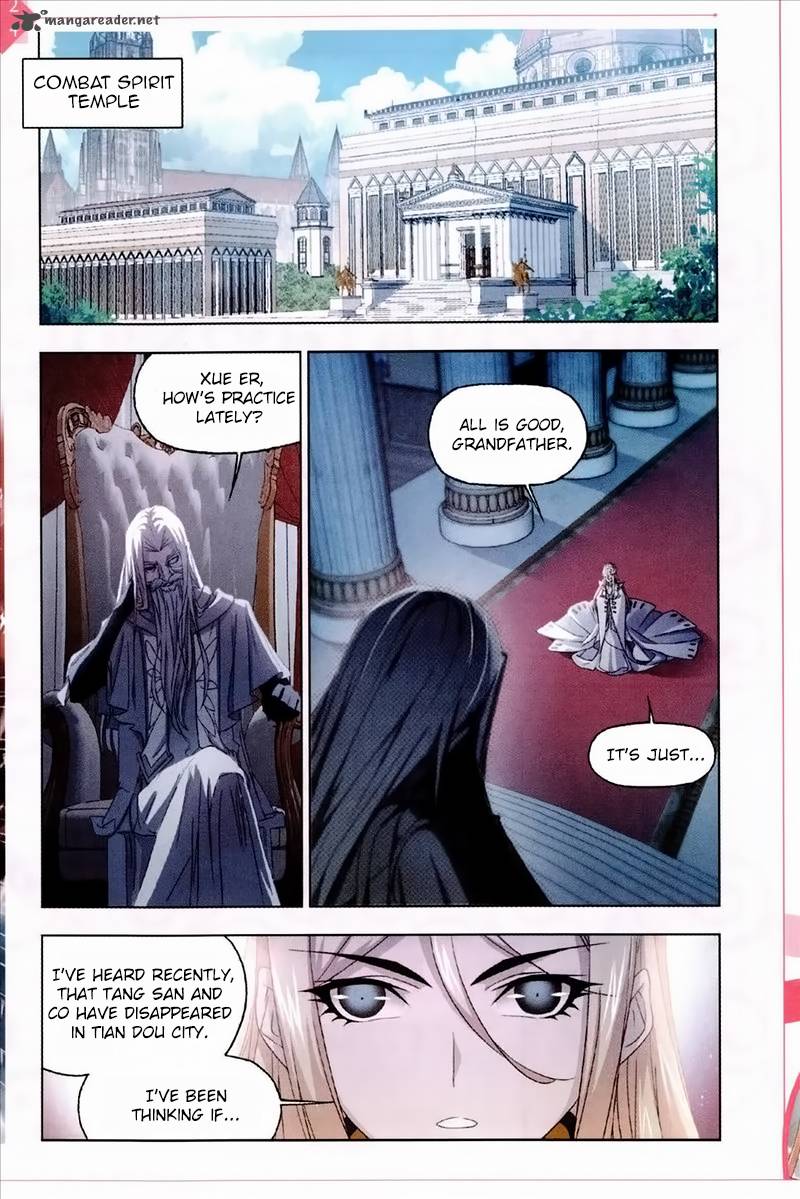 2
mangareader.net
COMBAT SPIRIT
TEMPLE
XUE ER,
HOW'S PRACTICE
LATELY?
ALL IS GOOD,
GRANDFATHER.
IT'S JUST...
I'VE HEARD RECENTLY,
THAT TANG SAN AND
CO HAVE DISAPPEARED
IN TIAN DOU CITY.
I'VE BEEN
THINKING IF...